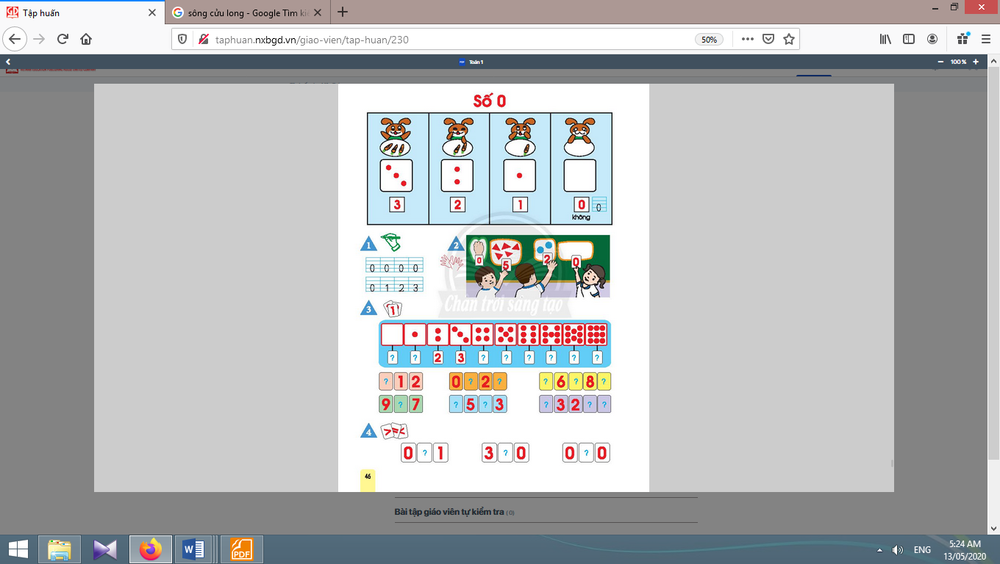 Tập huấn
sông cửu long - Google Tìm kiế
taphuan.nxbgd.vn/giao-vien/tap-huan/230
50%
Toán 1
100 %
Số 0
3 2 1 0 0
không
1 2
0 0 0 0
0 1 2 3
0 5 2 0
Chân trời sáng tạo
3 1
? ? 2 3 ? ? ? ? ? ?
? 1 2 0 ? 2 ? ? 6 ? 8 ?
9 ? 7 ? 5 ? 3 ? 3 2 ? ?
4 > = <
0 ? 1 3 ? 0 0 ? 0
46
Bài tập giáo viên tự kiểm tra (0)
W PDF ENG
5:24 AM
13/05/2020